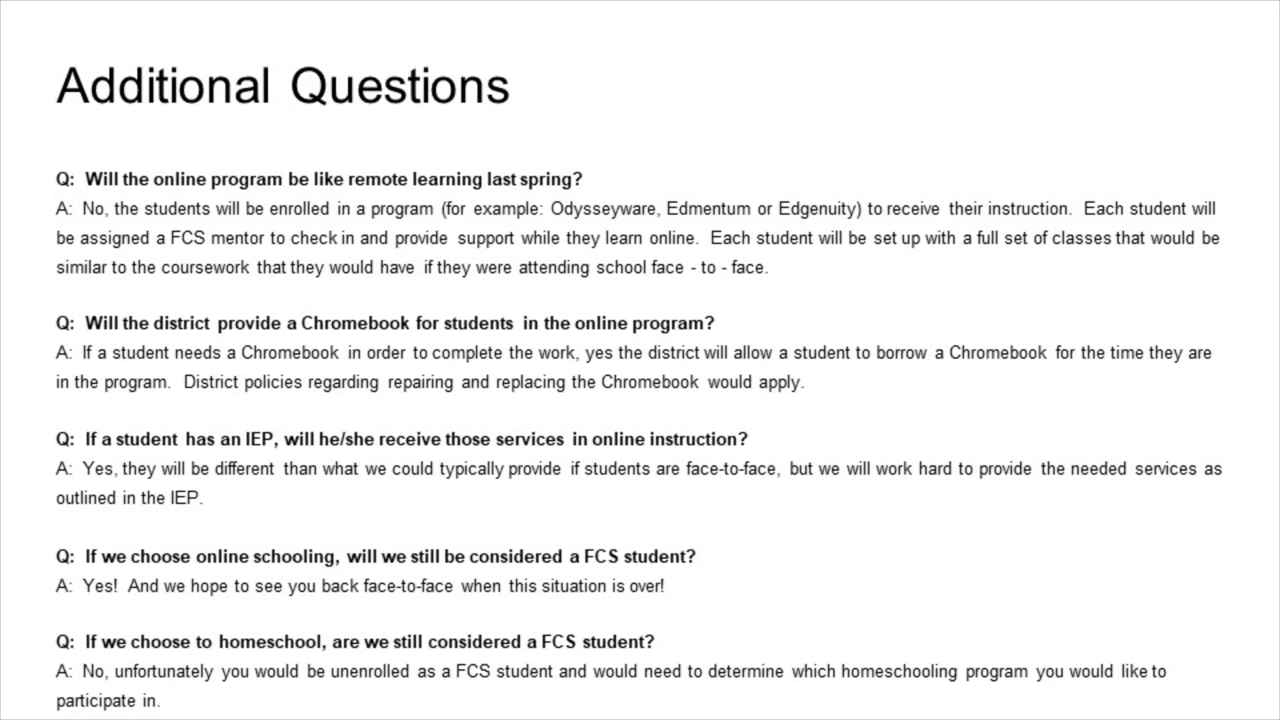 Additional Questions
Q: Will the online program be like remote learning last spring?
A: No, the students will be enrolled in a program (for example: Odysseyware, Edmentum or Edgenuity) to receive their instruction. Each student will
be assigned a FCS mentor to check in and provide support while they learn online. Each student will be set up with a full set of classes that would be
similar to the coursework that they would have if they were attending school face - to - face.
Q: Will the district provide a Chromebook for students in the online program?
A: If a student needs a Chromebook in order to complete the work, yes the district will allow a student to borrow a Chromebook for the time they are
in the program. District policies regarding repairing and replacing the Chromebook would apply.
Q: If a student has an IEP, will he/she receive those services in online instruction?
A: Yes, they will be different than what we could typically provide if students are face-to-face, but we will work hard to provide the needed services as
outlined in the IEP.
Q: If we choose online schooling, will we still be considered a FCS student?
A: Yes! And we hope to see you back face-to-face when this situation is over!
Q: If we choose to homeschool, are we still considered a FCS student?
A: No, unfortunately you would be unenrolled as a FCS student and would need to determine which homeschooling program you would like to
participate in.